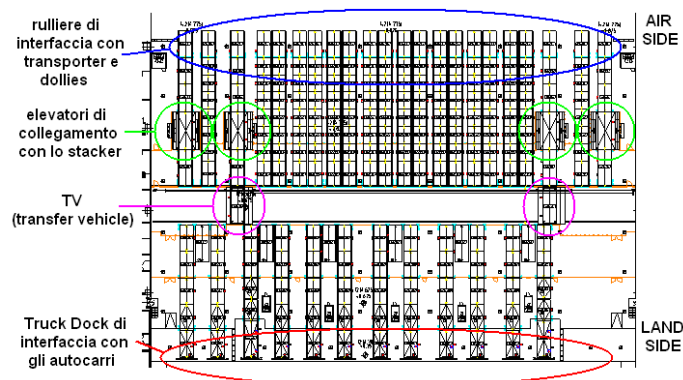 rulliere di
interfaccia con
transporter e
dollies
AIR
SIDE
elevatori di
collegamento
con lo stacker
TV
(transfer vehicle)
Truck Dock di
interfaccia con
gli autocarri
LAND
SIDE